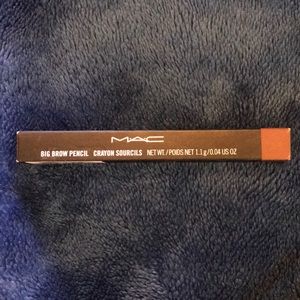 MAC
BIG BROW PENCIL CRAYON SOURCILS NET WT. / POIDS NET 1.1 g / 0.04 US OZ